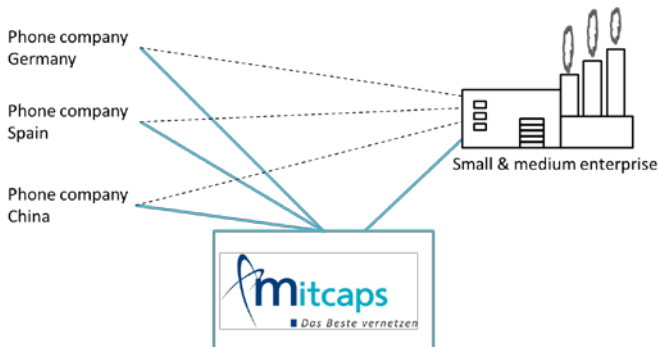 Phone company
Germany
Phone company
Spain
Small & medium enterprise
Phone company
China
mitcaps
Das Beste vernetzen